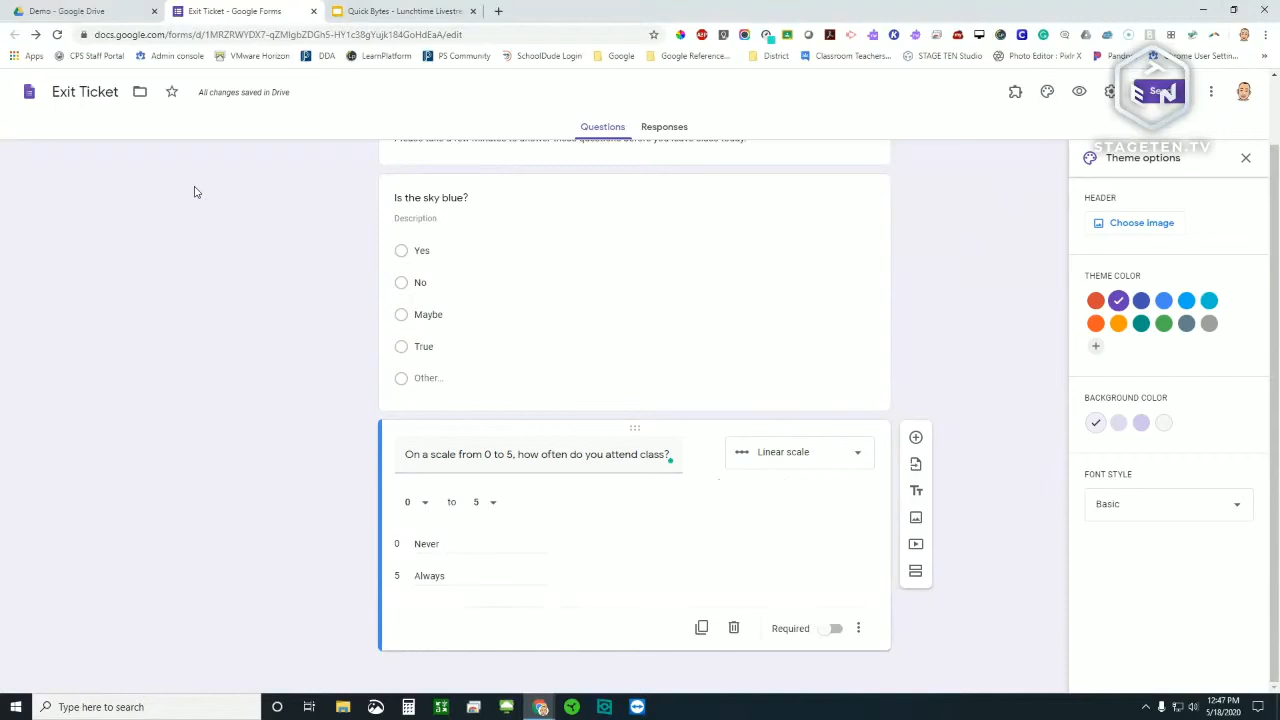 Demo - Google Drive
Exit Ticket - Google Forms
Quick Bytes - Lunchtime Livestre
docs.google.com/forms/d/1MRZRWYDX7-qZMIgbZDGh5-HY1c38gYujk184GoHdEaA/edit
Apps
CPS Staff Portal
Admin console
VMware Horizon
DDA
LearnPlatform
PS Community
SchoolDude Login
Google
Google Reference...
District
Classroom Teachers...
STAGE TEN Studio
Photo Editor : Pixlr X
Chrome User Settin...
Exit Ticket
All changes saved in Drive
Questions
Responses
STAGETEN.TV
Please take a few minutes to answer these questions before you leave class today.
Theme options
Is the sky blue?
Description
Yes
No
Maybe
True
Other...
On a scale from 0 to 5, how often do you attend class?
Linear scale
0 to 5
0 Never
5 Always
Required
HEADER
Choose Image
THEME COLOR
BACKGROUND COLOR
FONT STYLE
Basic
Type here to search
12:47 PM
5/18/2020